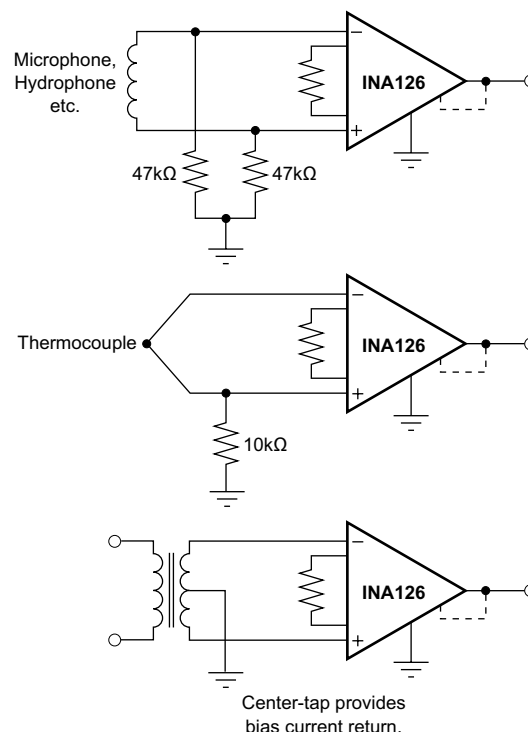 Microphone,
Hydrophone
etc.
−
INA126
+
47kΩ 47kΩ
−
Thermocouple
INA126
+
10kΩ
−
INA126
+
Center-tap provides
bias current return.